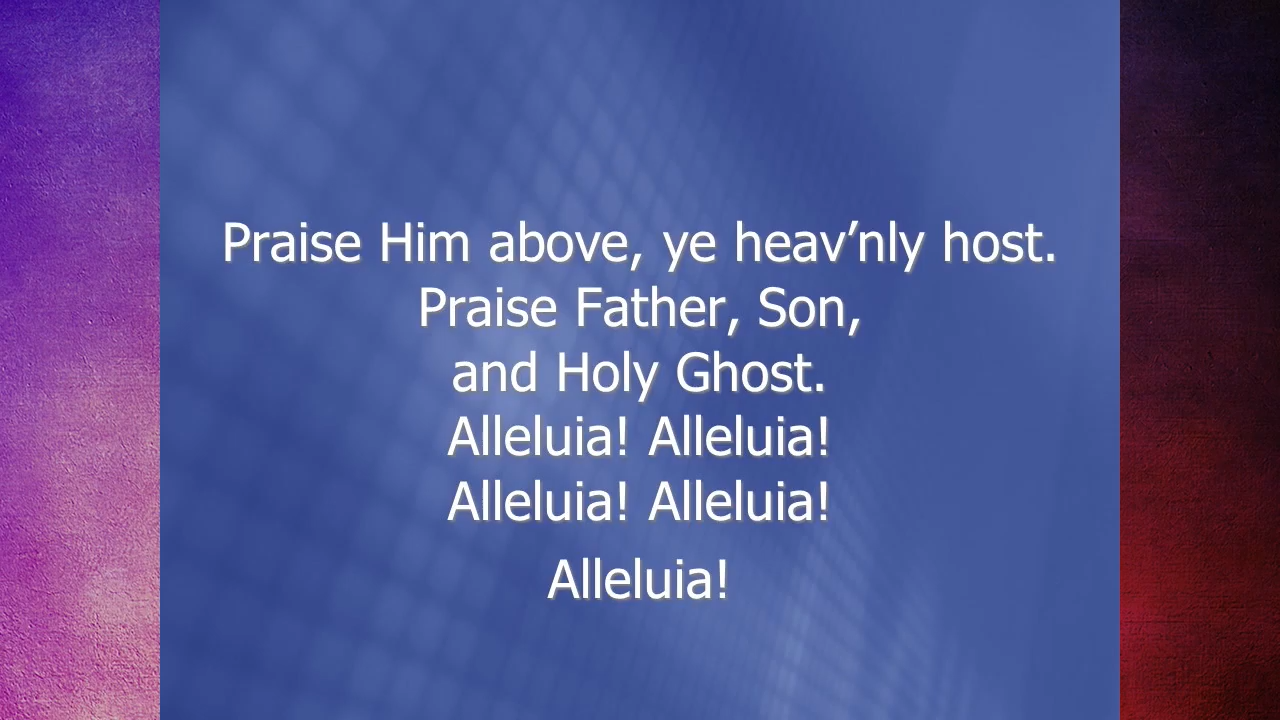 Praise Him above, ye heav’nly host.
Praise Father, Son,
and Holy Ghost.
Alleluia! Alleluia!
Alleluia! Alleluia!
Alleluia!